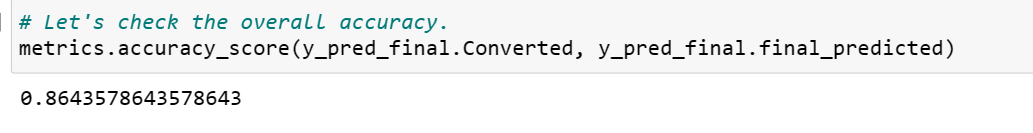 # Let's check the overall accuracy.
metrics.accuracy_score(y_pred_final.Converted, y_pred_final.final_predicted)
0.8643578643578643